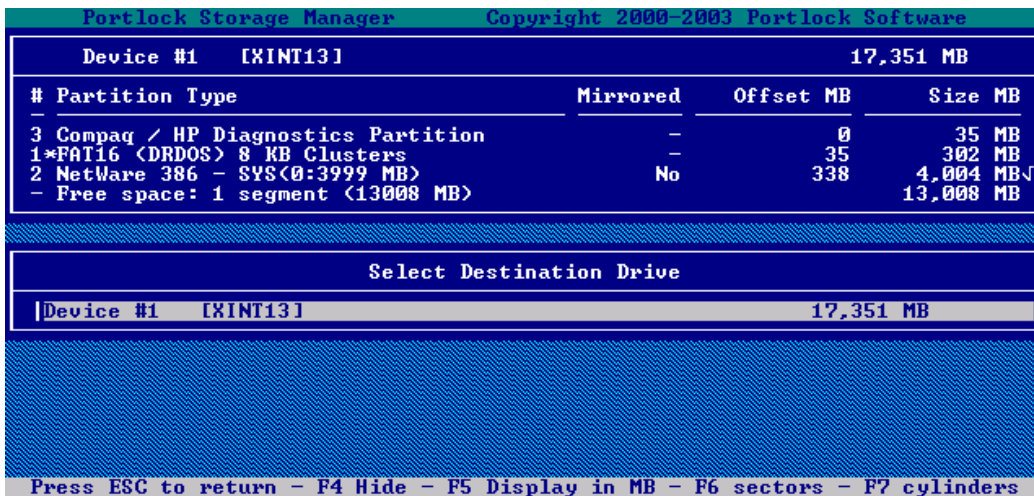 Portlock Storage Manager Copyright 2000-2003 Portlock Software
Device #1 [XINT13] 17,351 MB
# Partition Type Mirrored Offset MB Size MB
3 Compaq / HP Diagnostics Partition - 0 35 MB
1*FAT16 (DRDOS) 8 KB Clusters - 35 302 MB
2 NetWare 386 - SYS(0:3999 MB) No 338 4,004 MB√
- Free space: 1 segment (13008 MB) 13,008 MB
Select Destination Drive
Device #1 [XINT13] 17,351 MB
Press ESC to return - F4 Hide - F5 Display in MB - F6 sectors - F7 cylinders